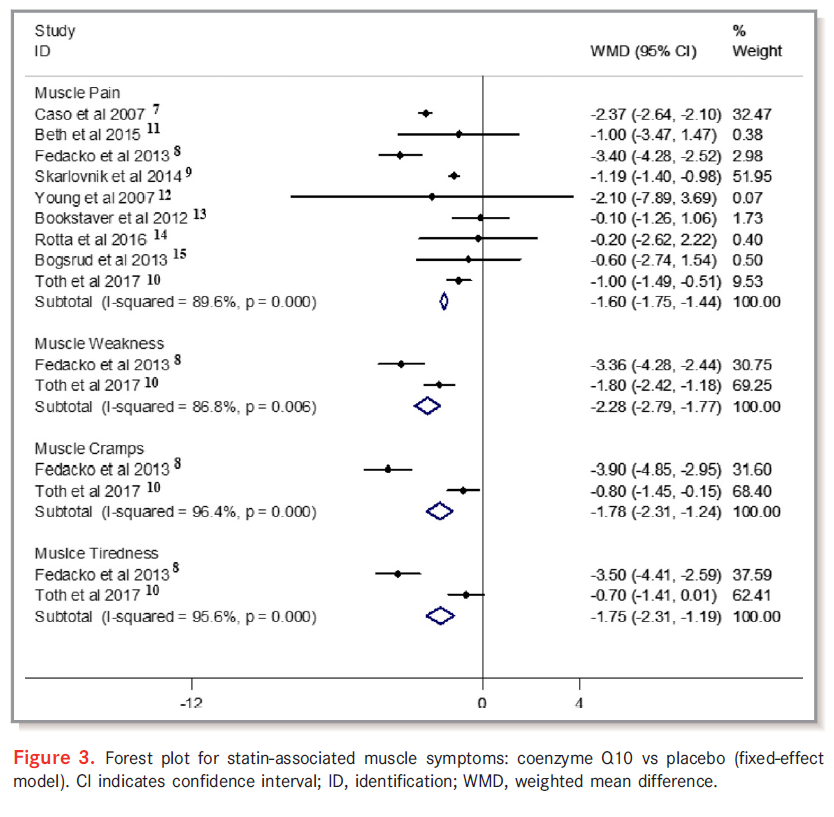 Study %
ID WMD (95% CI) Weight
Muscle Pain
Caso et al 2007 7 -2.37 (-2.64, -2.10) 32.47
Beth et al 2015 11 -1.00 (-3.47, 1.47) 0.38
Fedacko et al 2013 8 -3.40 (-4.28, -2.52) 2.98
Skarlovnik et al 2014 9 -1.19 (-1.40, -0.98) 51.95
Young et al 2007 12 -2.10 (-7.89, 3.69) 0.07
Bookstaver et al 2012 13 -0.10 (-1.26, 1.06) 1.73
Rotta et al 2016 14 -0.20 (-2.62, 2.22) 0.40
Bogsrud et al 2013 15 -0.60 (-2.74, 1.54) 0.50
Toth et al 2017 10 -1.00 (-1.49, -0.51) 9.53
Subtotal (I-squared = 89.6%, p = 0.000) -1.60 (-1.75, -1.44) 100.00
Muscle Weakness
Fedacko et al 2013 8 -3.36 (-4.28, -2.44) 30.75
Toth et al 2017 10 -1.80 (-2.42, -1.18) 69.25
Subtotal (I-squared = 86.8%, p = 0.006) -2.28 (-2.79, -1.77) 100.00
Muscle Cramps
Fedacko et al 2013 8 -3.90 (-4.85, -2.95) 31.60
Toth et al 2017 10 -0.80 (-1.45, -0.15) 68.40
Subtotal (I-squared = 96.4%, p = 0.000) -1.78 (-2.31, -1.24) 100.00
Muslce Tiredness
Fedacko et al 2013 8 -3.50 (-4.41, -2.59) 37.59
Toth et al 2017 10 -0.70 (-1.41, 0.01) 62.41
Subtotal (I-squared = 95.6%, p = 0.000) -1.75 (-2.31, -1.19) 100.00
-12 0 4
Figure 3. Forest plot for statin-associated muscle symptoms: coenzyme Q10 vs placebo (fixed-effect
model). CI indicates confidence interval; ID, identification; WMD, weighted mean difference.